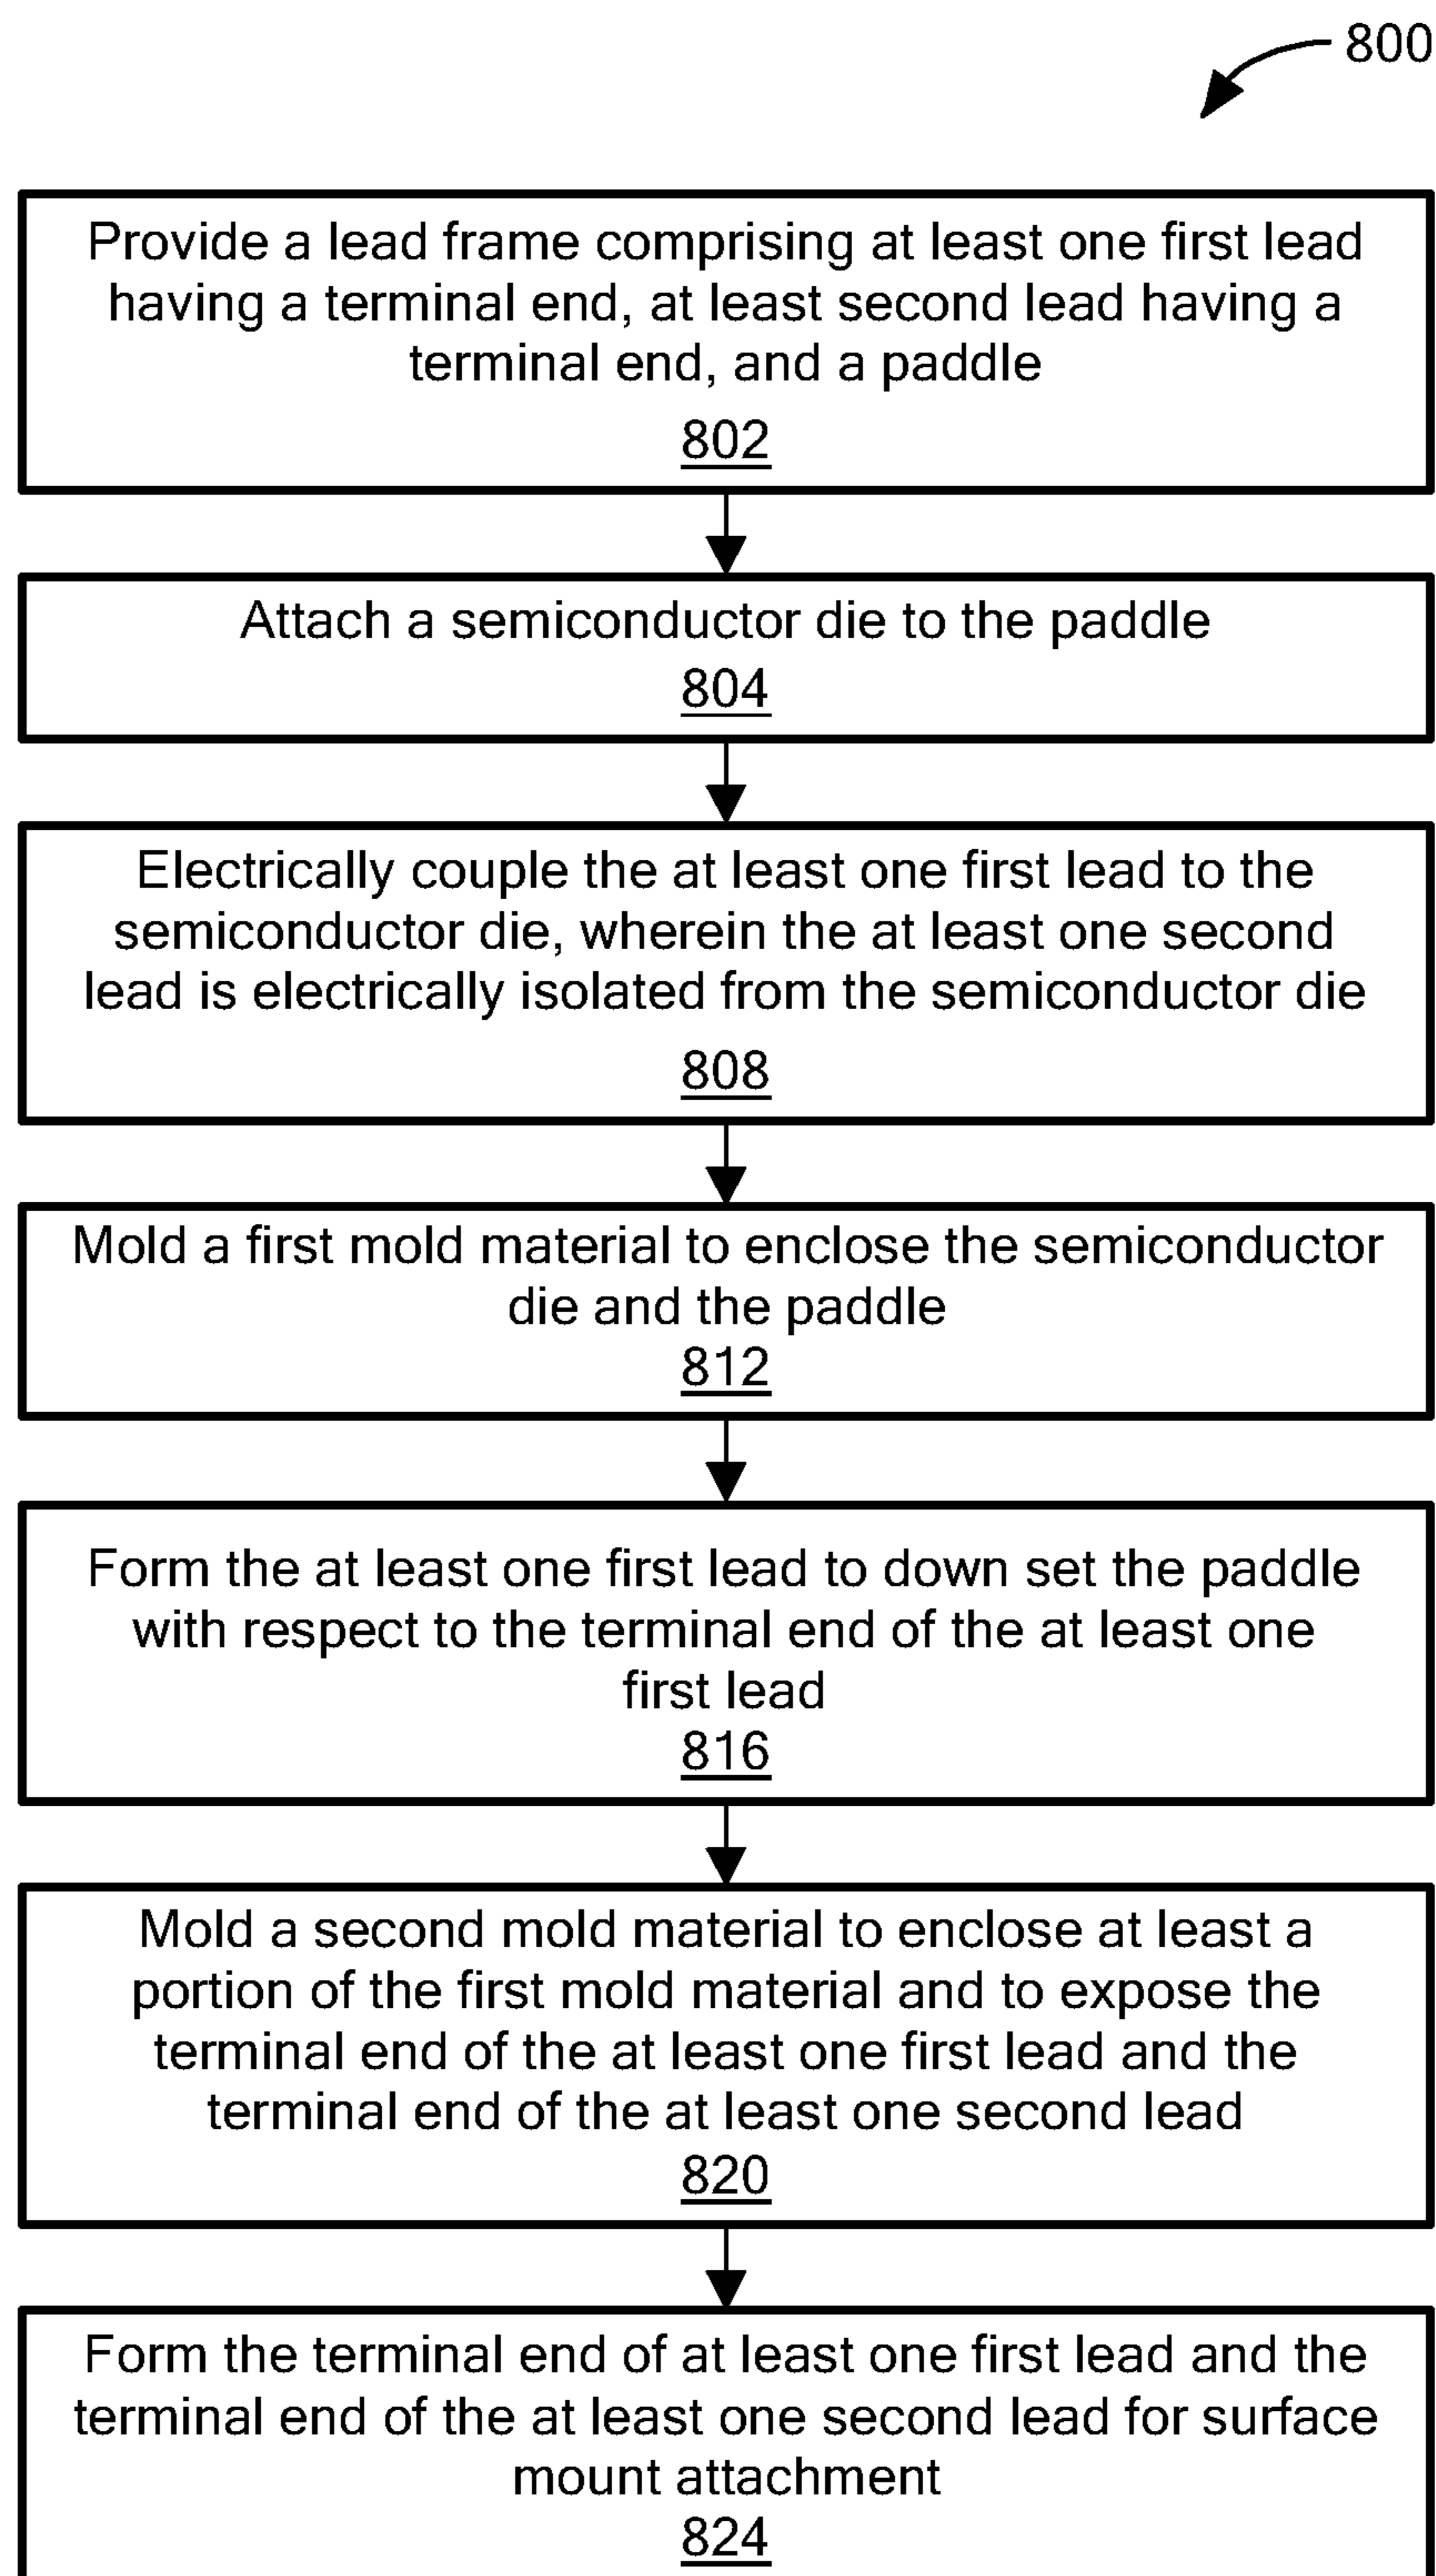 800
Provide a lead frame comprising at least one first lead
having a terminal end, at least second lead having a
terminal end, and a paddle
802
Attach a semiconductor die to the paddle
804
Electrically couple the at least one first lead to the
semiconductor die, wherein the at least one second
lead is electrically isolated from the semiconductor die
808
Mold a first mold material to enclose the semiconductor
die and the paddle
812
Form the at least one first lead to down set the paddle
with respect to the terminal end of the at least one
first lead
816
Mold a second mold material to enclose at least a
portion of the first mold material and to expose the
terminal end of the at least one first lead and the
terminal end of the at least one second lead
820
Form the terminal end of at least one first lead and the
terminal end of the at least one second lead for surface
mount attachment
824